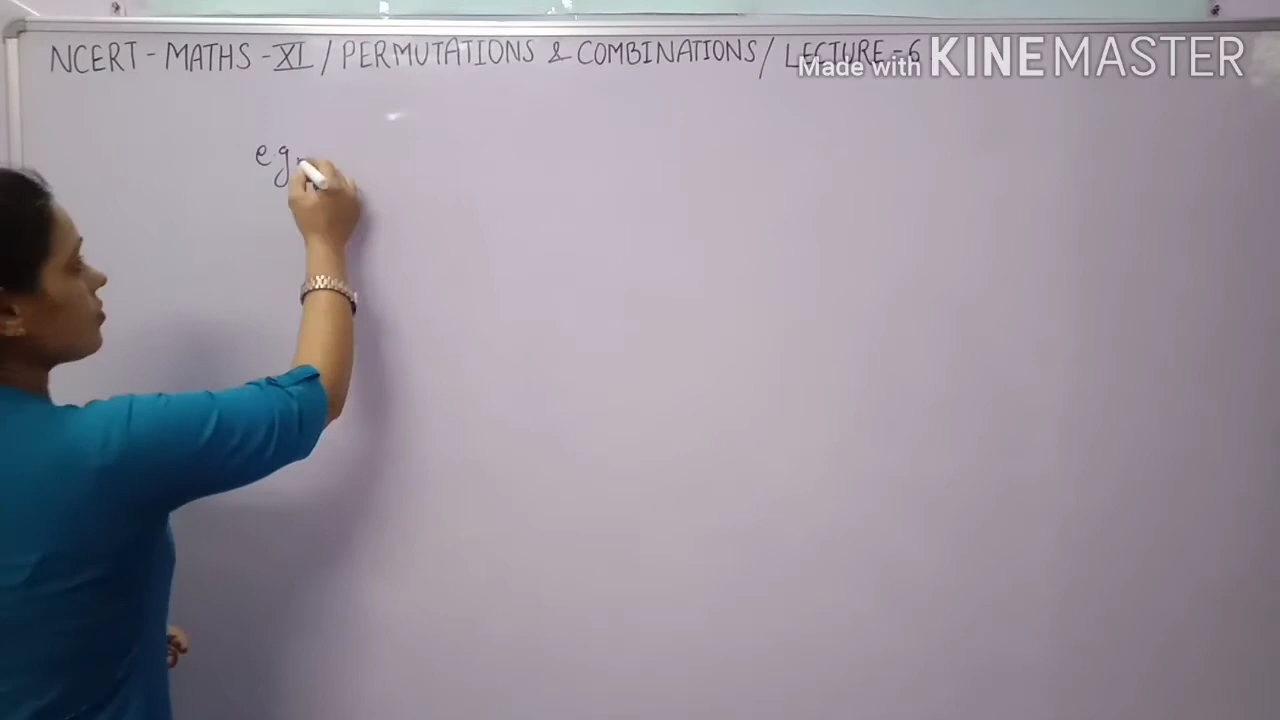 NCERT - MATHS - XI / PERMUTATIONS & COMBINATIONS / LECTURE - 6
Made with KINEMASTER
e.g.